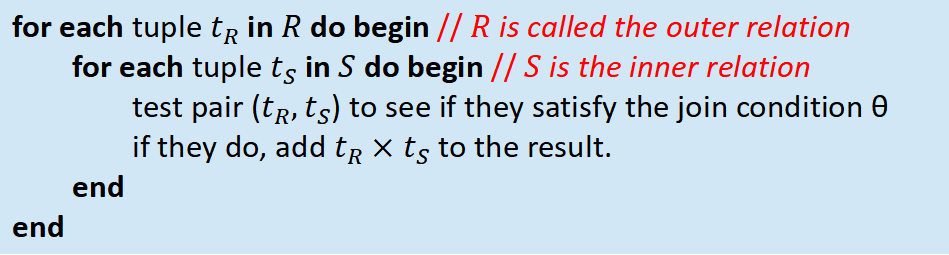 for each tuple t_R in R do begin // R is called the outer relation
for each tuple t_S in S do begin // S is the inner relation
test pair (t_R, t_S) to see if they satisfy the join condition θ
if they do, add t_R × t_S to the result.
end
end